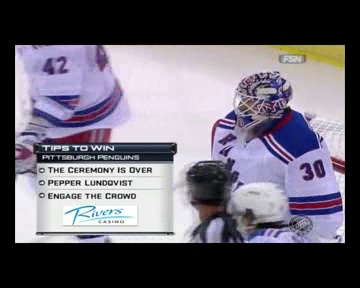 42
FSN
30
TIPS TO WIN
PITTSBURGH PENGUINS
THE CEREMONY IS OVER
PEPPER LUNDQVIST
ENGAGE THE CROWD
Rivers
CASINO